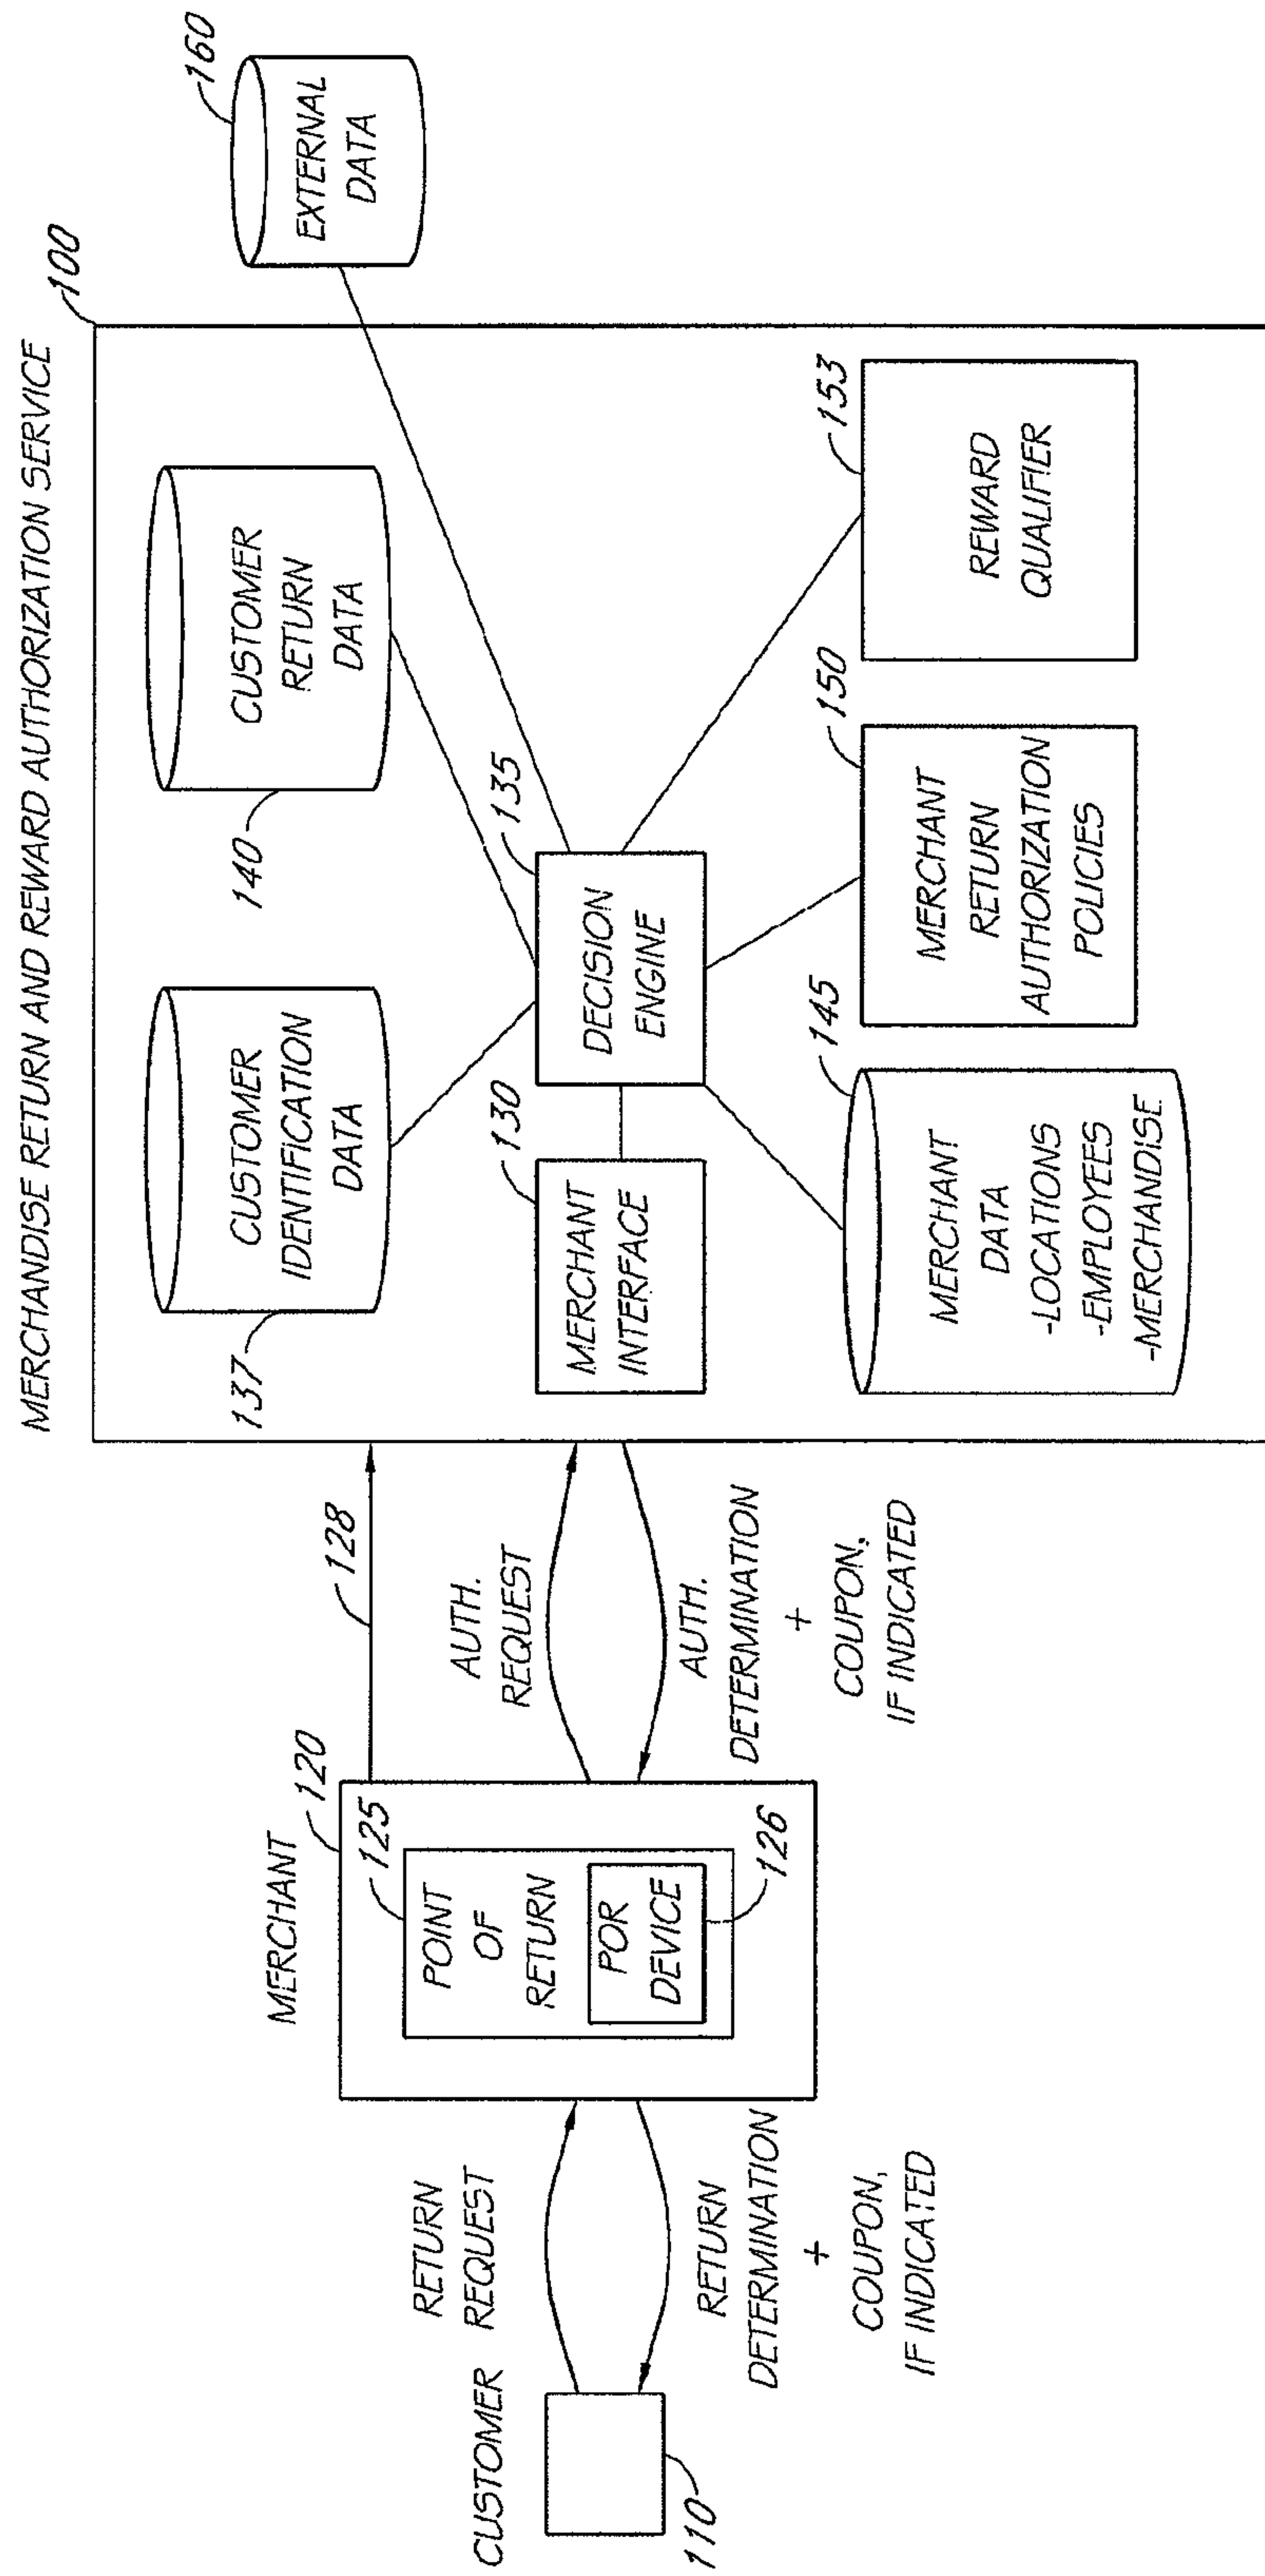 MERCHANDISE RETURN AND REWARD AUTHORIZATION SERVICE
100
160
EXTERNAL
DATA
137
CUSTOMER
IDENTIFICATION
DATA
140
CUSTOMER
RETURN
DATA
130
MERCHANT
INTERFACE
135
DECISION
ENGINE
145
MERCHANT
DATA
-LOCATIONS
-EMPLOYEES
-MERCHANDISE
150
MERCHANT
RETURN
AUTHORIZATION
POLICIES
153
REWARD
QUALIFIER
128
AUTH.
REQUEST
AUTH.
DETERMINATION
+
COUPON,
IF INDICATED
MERCHANT
120
125
POINT
OF
RETURN
POR
DEVICE
126
RETURN
REQUEST
RETURN
DETERMINATION
+
COUPON,
IF INDICATED
CUSTOMER
110